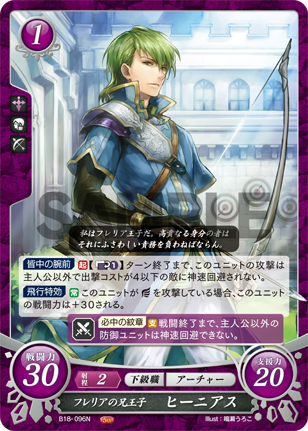 1
SAMPLE
私はフレリア王子だ。高貴なる身分の者は
それにふさわしい責務を負わねばならん。
皆中の腕前 起【1】ターン終了まで、このユニットの攻撃は
主人公以外で出撃コストが4以下の敵に神速回避されない。
飛行特効 常 このユニットが を攻撃している場合、このユニット
の戦闘力は+30される。
必中の紋章 支 戦闘終了まで、主人公以外の
防御ユニットは神速回避できない。
戦闘力
30
射程 2 下級職 アーチャー
支援力
20
フレリアの兄王子 ヒーニアス
B18-096N
Illust:鳴瀬うろこ